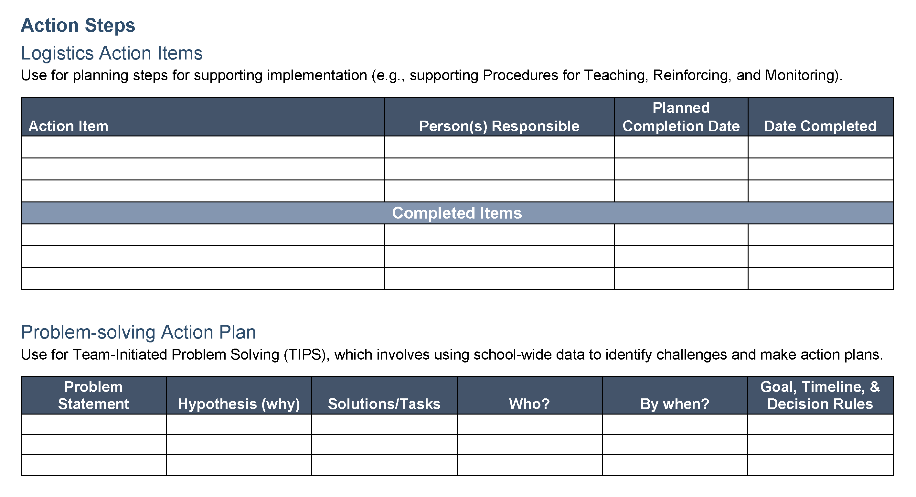 Action Steps
Logistics Action Items
Use for planning steps for supporting implementation (e.g., supporting Procedures for Teaching, Reinforcing, and Monitoring).
Planned
Action Item Person(s) Responsible Completion Date Date Completed
Completed Items
Problem-solving Action Plan
Use for Team-Initiated Problem Solving (TIPS), which involves using school-wide data to identify challenges and make action plans.
Problem Goal, Timeline, &
Statement Hypothesis (why) Solutions/Tasks Who? By when? Decision Rules